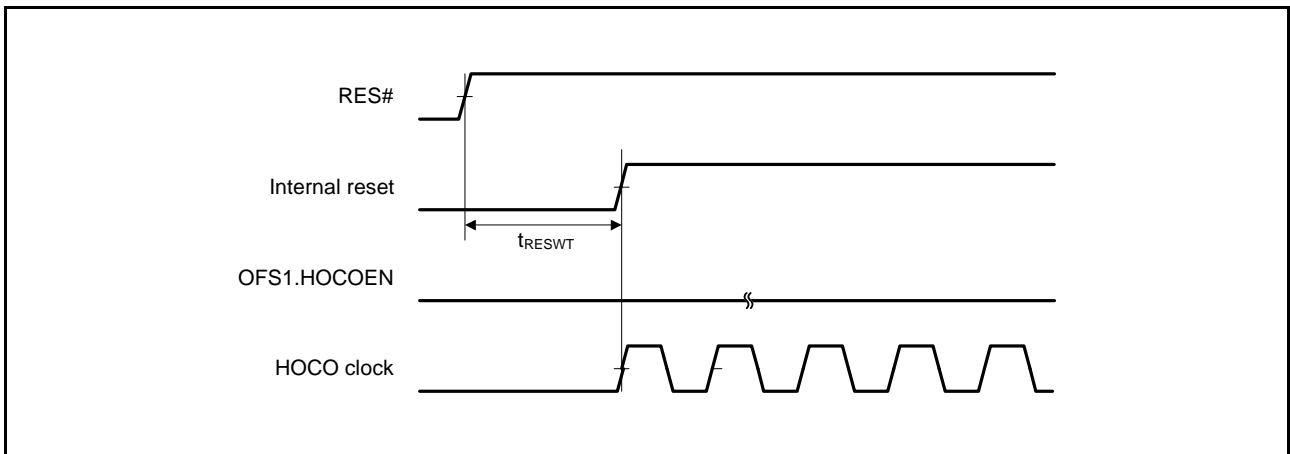 RES#
Internal reset
tRESWT
OFS1.HOCOEN
HOCO clock